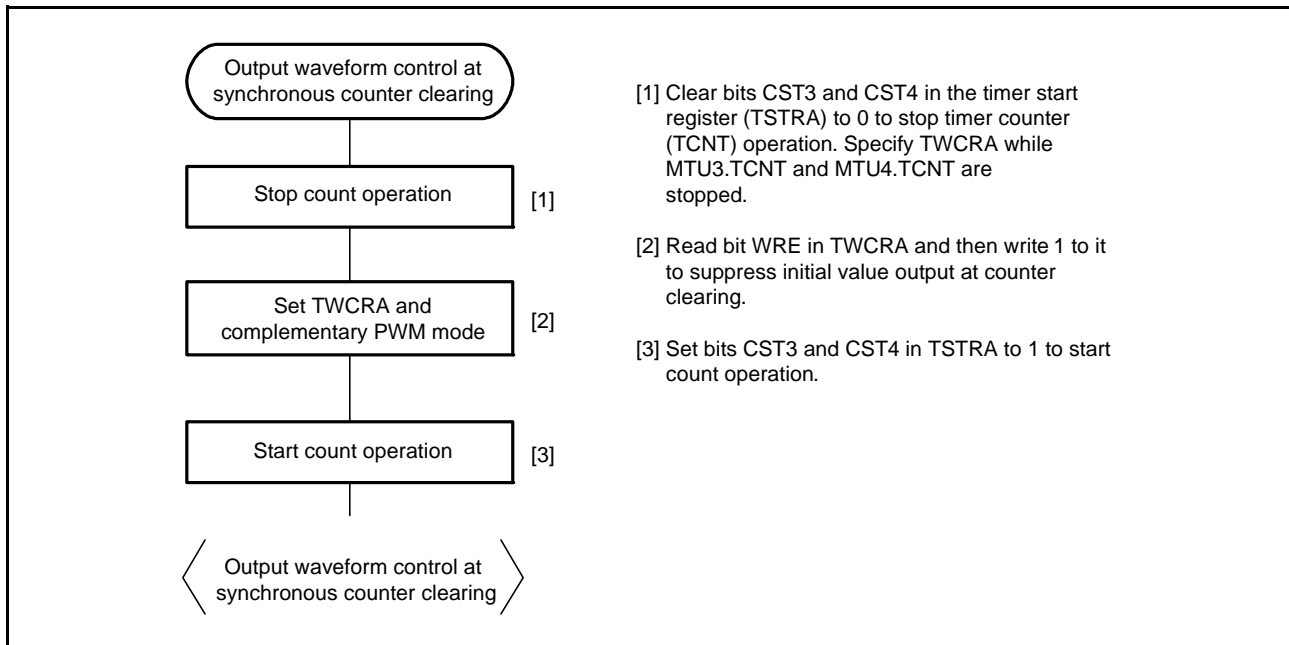 Output waveform control at
synchronous counter clearing
Stop count operation
[1]
Set TWCRA and
complementary PWM mode
[2]
Start count operation
[3]
Output waveform control at
synchronous counter clearing
[1] Clear bits CST3 and CST4 in the timer start
register (TSTRA) to 0 to stop timer counter
(TCNT) operation. Specify TWCRA while
MTU3.TCNT and MTU4.TCNT are
stopped.
[2] Read bit WRE in TWCRA and then write 1 to it
to suppress initial value output at counter
clearing.
[3] Set bits CST3 and CST4 in TSTRA to 1 to start
count operation.